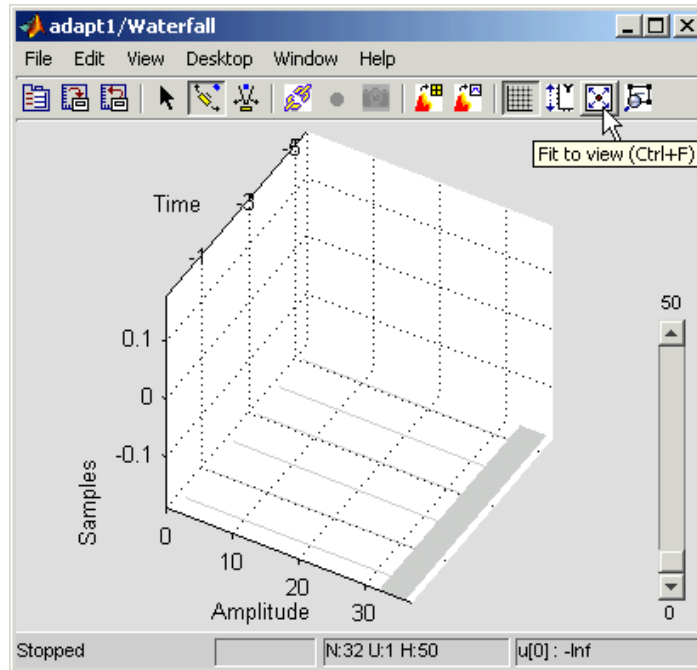 adapt1/Waterfall
File Edit View Desktop Window Help
Fit to view (Ctrl+F)
-5
Time -3
-1
50
0.1
0
-0.1
Samples
0
10
20
30
Amplitude
0
Stopped N:32 U:1 H:50 u[0] : -Inf